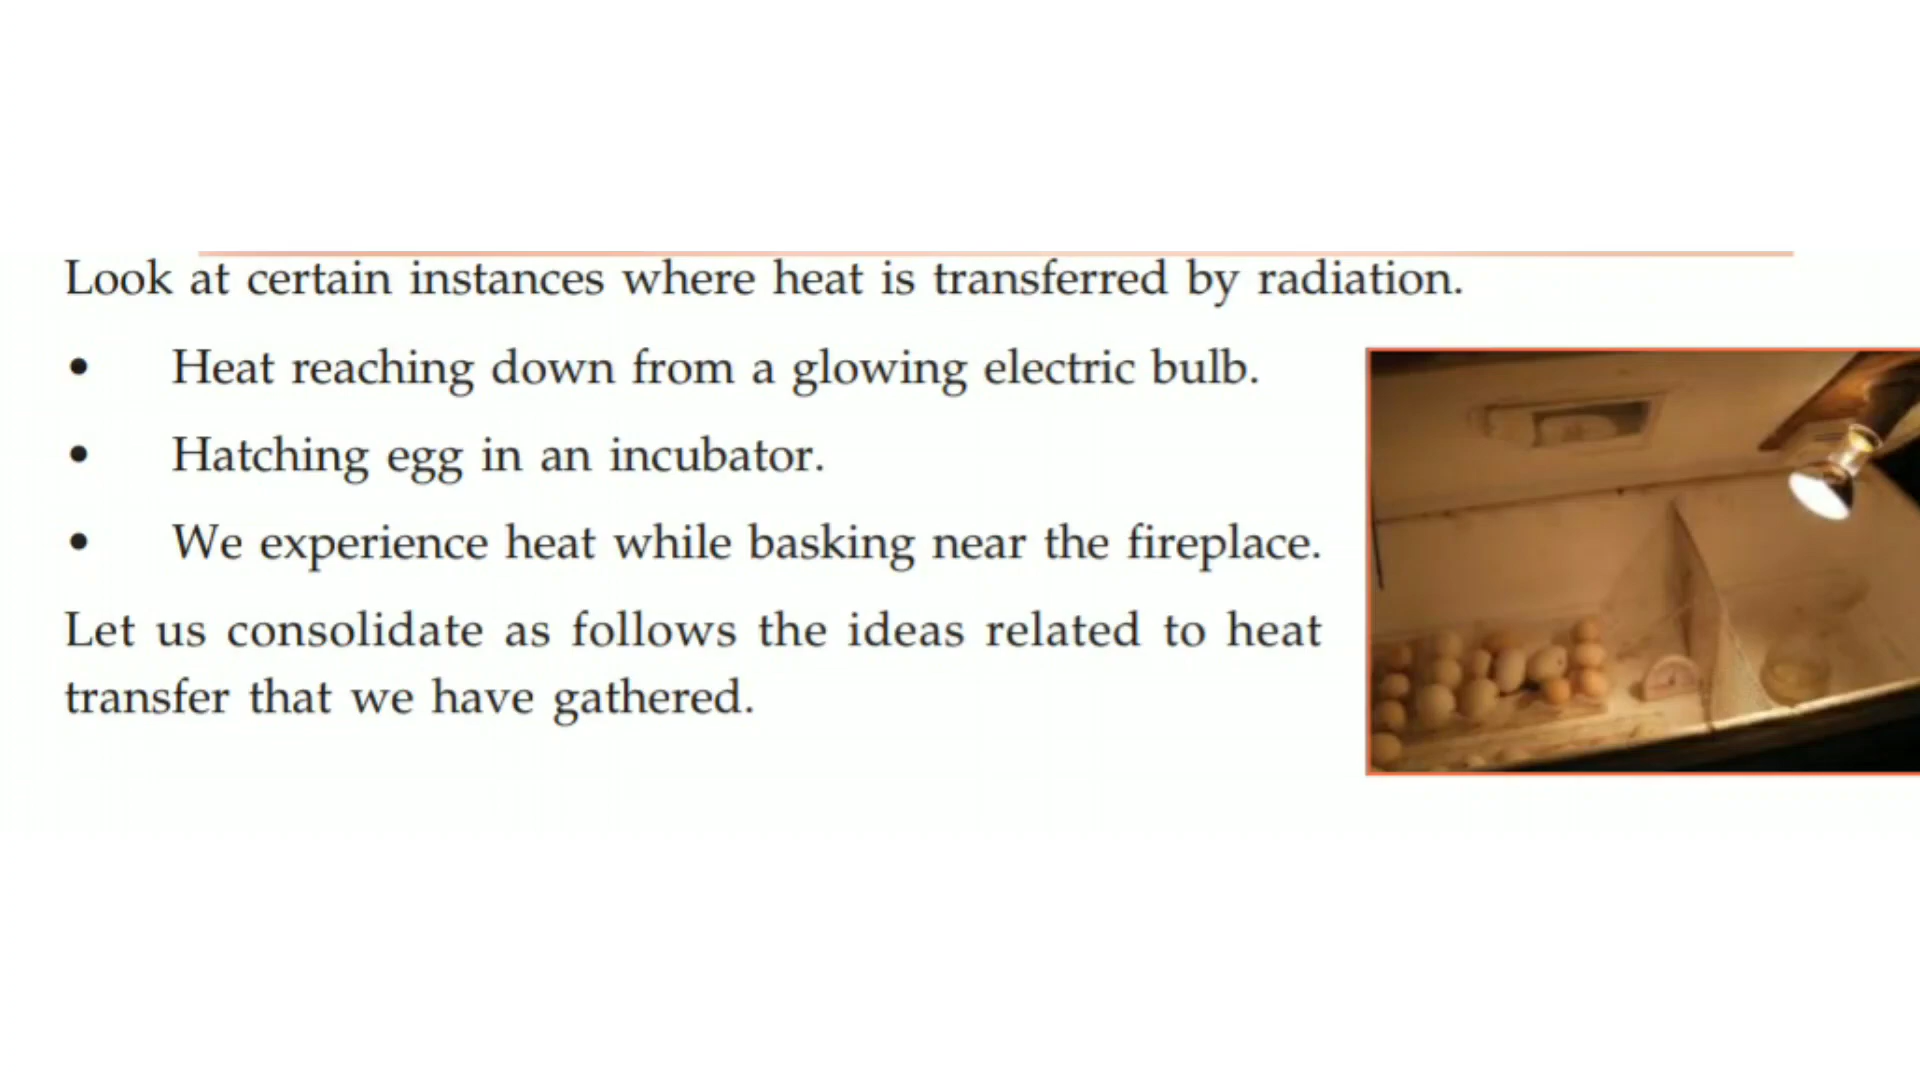 Look at certain instances where heat is transferred by radiation.
• Heat reaching down from a glowing electric bulb.
• Hatching egg in an incubator.
• We experience heat while basking near the fireplace.
Let us consolidate as follows the ideas related to heat
transfer that we have gathered.